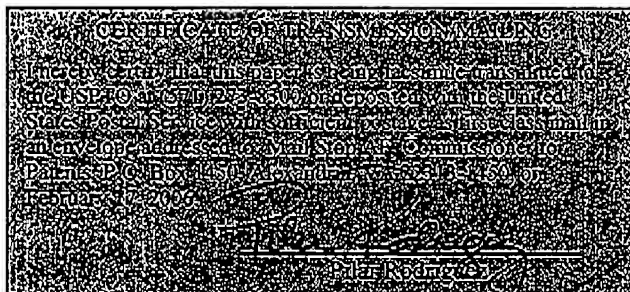 CERTIFICATE OF TRANSMISSION/MAILING
I hereby certify that this paper is being facsimile transmitted to
the USPTO at (571) 273-8300 or deposited with the United
States Postal Service with sufficient postage as first class mail in
an envelope addressed to: Mail Stop Commissioner for
Patents, P.O. Box 1450, Alexandria, VA 22313-1450 on
February 2006.
Pilar Rodriguez